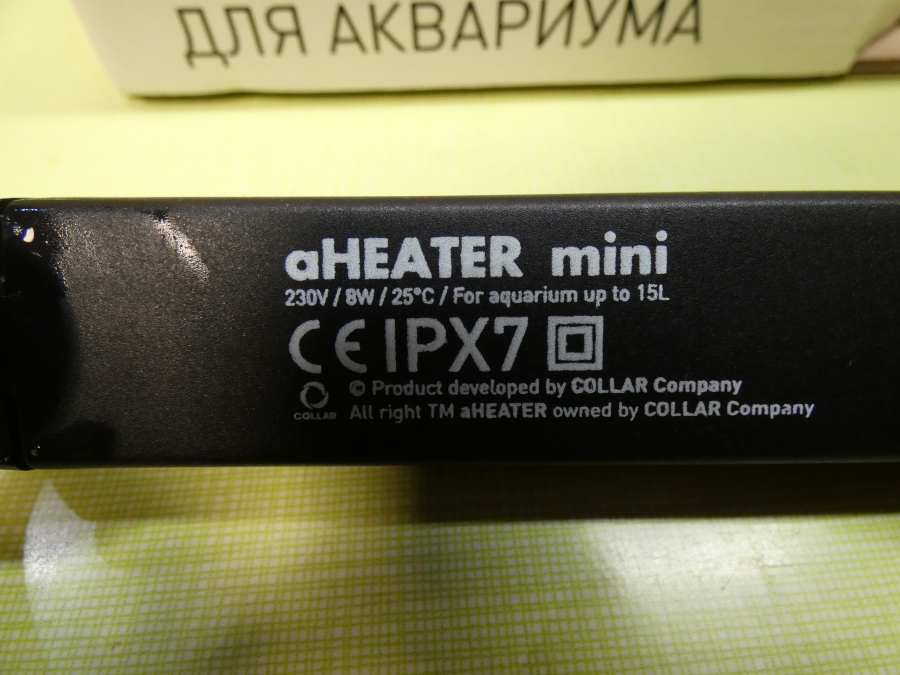 ДЛЯ АКВАРИУМА
aHEATER mini
230V / 8W / 25°C / For aquarium up to 15L
CE IPX7
© Product developed by COLLAR Company
COLLAR
All right TM aHEATER owned by COLLAR Company